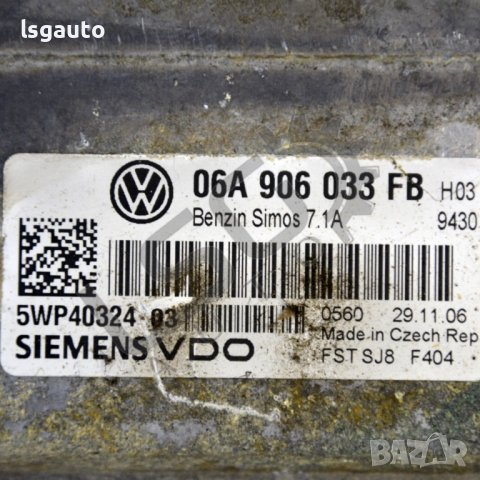 lsgauto
06A 906 033 FB H03
Benzin Simos 7.1A 9430
5WP40324 03 0560 29.11.06
Made in Czech Rep
SIEMENS VDO FST SJ8 F404
BAZAR